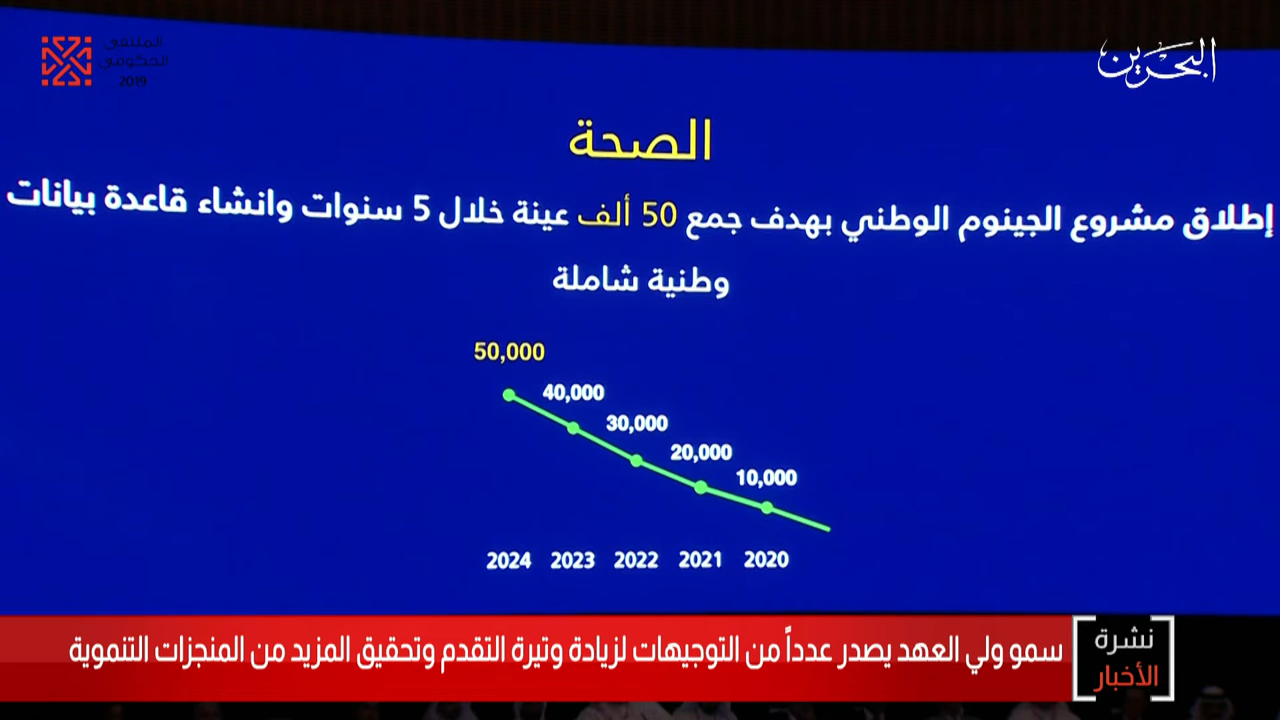 الملتقى
الحكومي
2019
البحرين
الصحة
إطلاق مشروع الجينوم الوطني بهدف جمع 50 ألف عينة خلال 5 سنوات وانشاء قاعدة بيانات
وطنية شاملة
50,000
40,000
30,000
20,000
10,000
2024 2023 2022 2021 2020
نشرة
الأخبار
سمو ولي العهد يصدر عدداً من التوجيهات لزيادة وتيرة التقدم وتحقيق المزيد من المنجزات التنموية